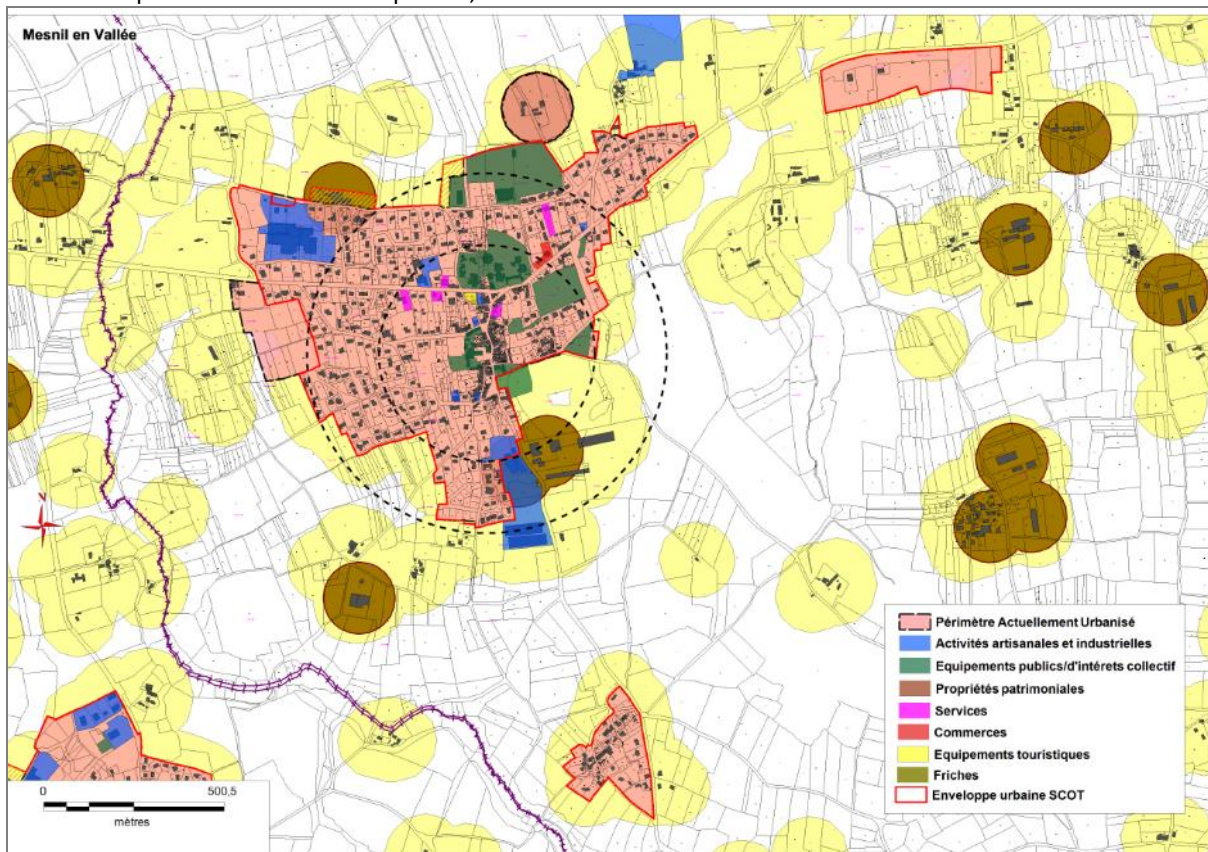 Mesnil en Vallée
Périmètre Actuellement Urbanisé
Activités artisanales et industrielles
Equipements publics/d'intérets collectif
Propriétés patrimoniales
Services
Commerces
Equipements touristiques
Friches
Enveloppe urbaine SCOT
0 500,5
mètres
N